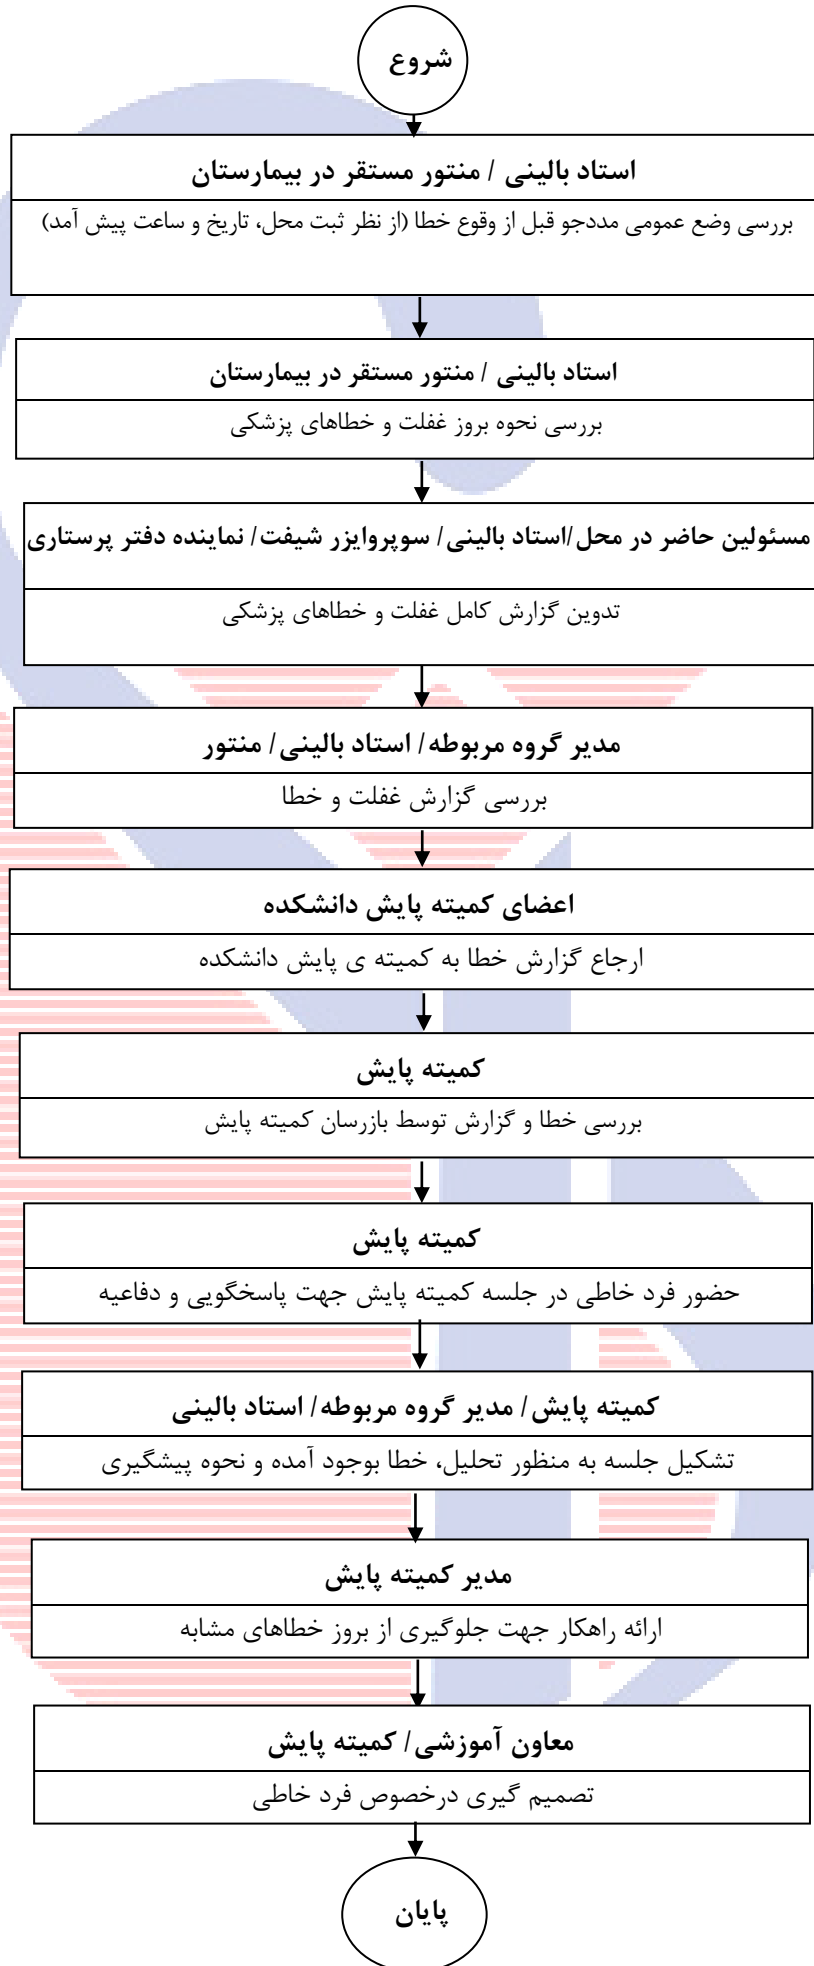 شروع
استاد بالینی / منتور مستقر در بیمارستان
بررسی وضع عمومی مددجو قبل از وقوع خطا (از نظر ثبت محل، تاریخ و ساعت پیش آمد)
استاد بالینی / منتور مستقر در بیمارستان
بررسی نحوه بروز غفلت و خطاهای پزشکی
مسئولین حاضر در محل/استاد بالینی/ سوپروایزر شیفت/ نماینده دفتر پرستاری
تدوین گزارش کامل غفلت و خطاهای پزشکی
مدیر گروه مربوطه/ استاد بالینی/ منتور
بررسی گزارش غفلت و خطا
اعضای کمیته پایش دانشکده
ارجاع گزارش خطا به کمیته ی پایش دانشکده
کمیته پایش
بررسی خطا و گزارش توسط بازرسان کمیته پایش
کمیته پایش
حضور فرد خاطی در جلسه کمیته پایش جهت پاسخگویی و دفاعیه
کمیته پایش/ مدیر گروه مربوطه/ استاد بالینی
تشکیل جلسه به منظور تحلیل، خطا بوجود آمده و نحوه پیشگیری
مدیر کمیته پایش
ارائه راهکار جهت جلوگیری از بروز خطاهای مشابه
معاون آموزشی/ کمیته پایش
تصمیم گیری درخصوص فرد خاطی
پایان